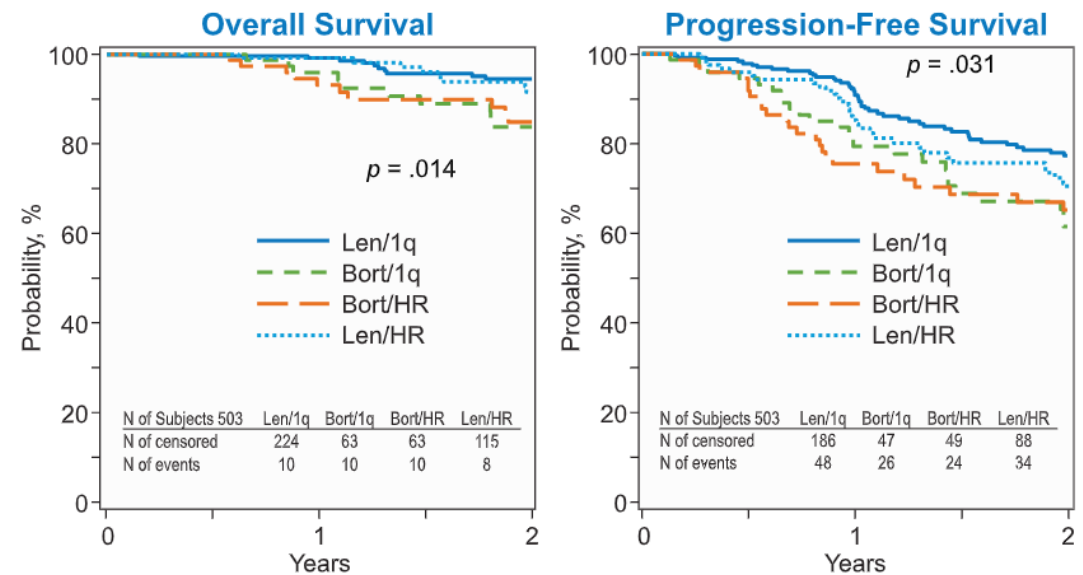 Overall Survival
100
80
60
40
20
0
Probability, %
p = .014
Len/1q
Bort/1q
Bort/HR
Len/HR
N of Subjects 503 Len/1q Bort/1q Bort/HR Len/HR
N of censored 224 63 63 115
N of events 10 10 10 8
0 1 2
Years
Progression-Free Survival
100
80
60
40
20
0
Probability, %
p = .031
Len/1q
Bort/1q
Bort/HR
Len/HR
N of Subjects 503 Len/1q Bort/1q Bort/HR Len/HR
N of censored 186 47 49 88
N of events 48 26 24 34
0 1 2
Years